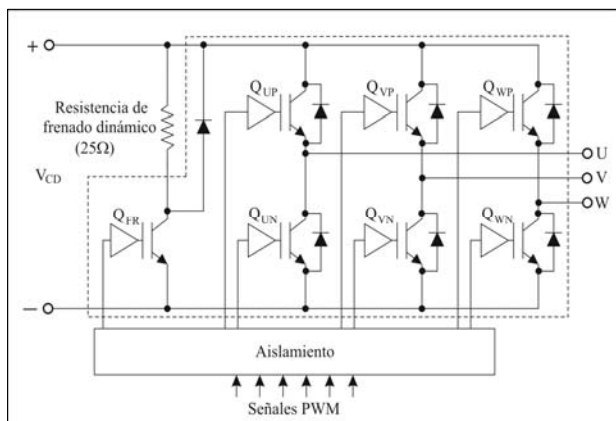 +
Resistencia de
frenado dinámico
(25Ω)
V_CD
Q_UP
Q_VP
Q_WP
U
V
W
Q_FR
Q_UN
Q_VN
Q_WN
−
Aislamiento
Señales PWM